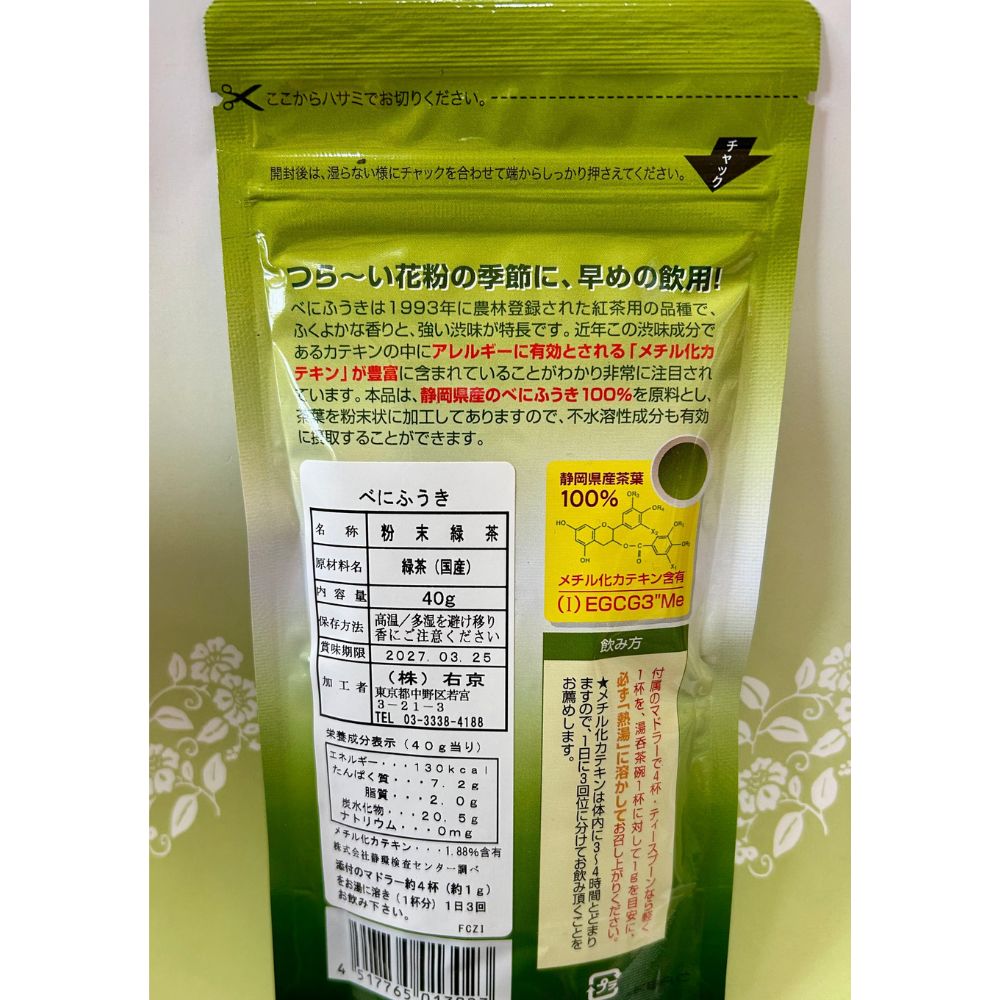 ここからハサミでお切りください。
開封後は、湿らない様にチャックを合わせて端からしっかり押さえてください。
チャック
つら〜い花粉の季節に、早めの飲用!
べにふうきは1993年に農林登録された紅茶用の品種で、
ふくよかな香りと、強い渋味が特長です。近年この渋味成分で
あるカテキンの中にアレルギーに有効とされる「メチル化カ
テキン」が豊富に含まれていることがわかり非常に注目され
ています。本品は、静岡県産のべにふうき100%を原料とし、
茶葉を粉末状に加工してありますので、不水溶性成分も有効
に摂取することができます。
べにふうき
名称 粉末緑茶
原材料名 緑茶(国産)
内容量 40g
保存方法 高温/多湿を避け移り
香にご注意ください
賞味期限 2027.03.25
加工者 (株)右京
東京都中野区若宮
3-21-3
TEL 03-3338-4188
栄養成分表示(40g当り)
エネルギー・・・130kcal
たんぱく質・・・7.2g
脂質・・・2.0g
炭水化物・・・20.5g
ナトリウム・・・0mg
メチル化カテキン・・・1.88%含有
株式会社静環検査センター調べ
添付のマドラー約4杯(約1g)
をお湯に溶き(1杯分)1日3回
お飲み下さい。
FCZI
静岡県産茶葉
100%
OR3
OR4
HO
O
X2
OR1
OR2
O
C
O
X1
OH
メチル化カテキン含有
(I)EGCG3"Me
飲み方
付属のマドラーで4杯・ティースプーンなら軽く
1杯を、湯呑茶碗1杯に対して1gを目安に、
必ず「熱湯」に溶かしてお召し上がりください。
★メチル化カテキンは体内に3〜4時間とどまり
ますので、1日に3回位に分けてお飲み頂くことを
お薦めします。
プラ